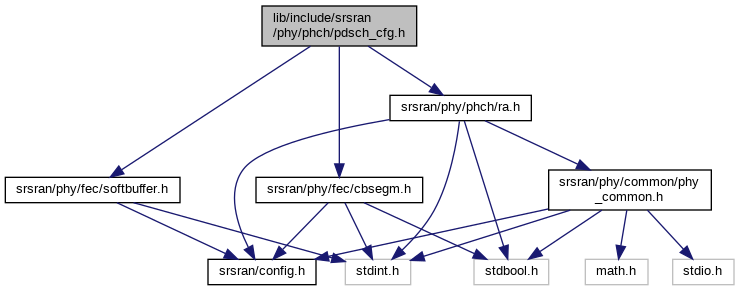 lib/include/srsran
/phy/phch/pdsch_cfg.h
srsran/phy/phch/ra.h
srsran/phy/fec/softbuffer.h
srsran/phy/fec/cbsegm.h
srsran/phy/common/phy
_common.h
srsran/config.h
stdint.h
stdbool.h
math.h
stdio.h